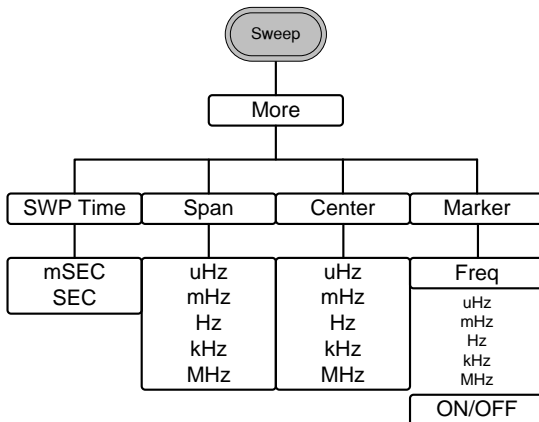 Sweep
More
SWP Time
Span
Center
Marker
mSEC
SEC
uHz
mHz
Hz
kHz
MHz
uHz
mHz
Hz
kHz
MHz
Freq
uHz
mHz
Hz
kHz
MHz
ON/OFF